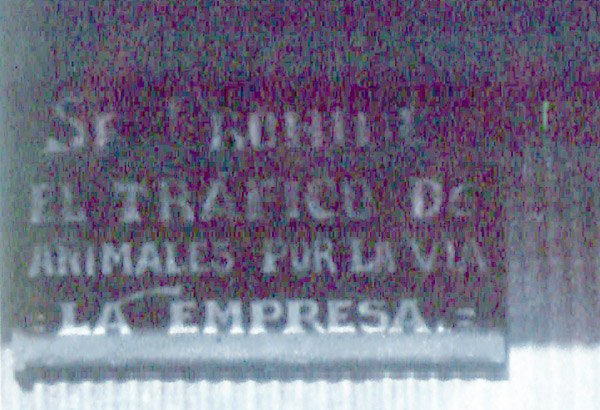 SE PROHIBE
EL TRAFICO DE
ANIMALES POR LA VIA
=LA EMPRESA.=